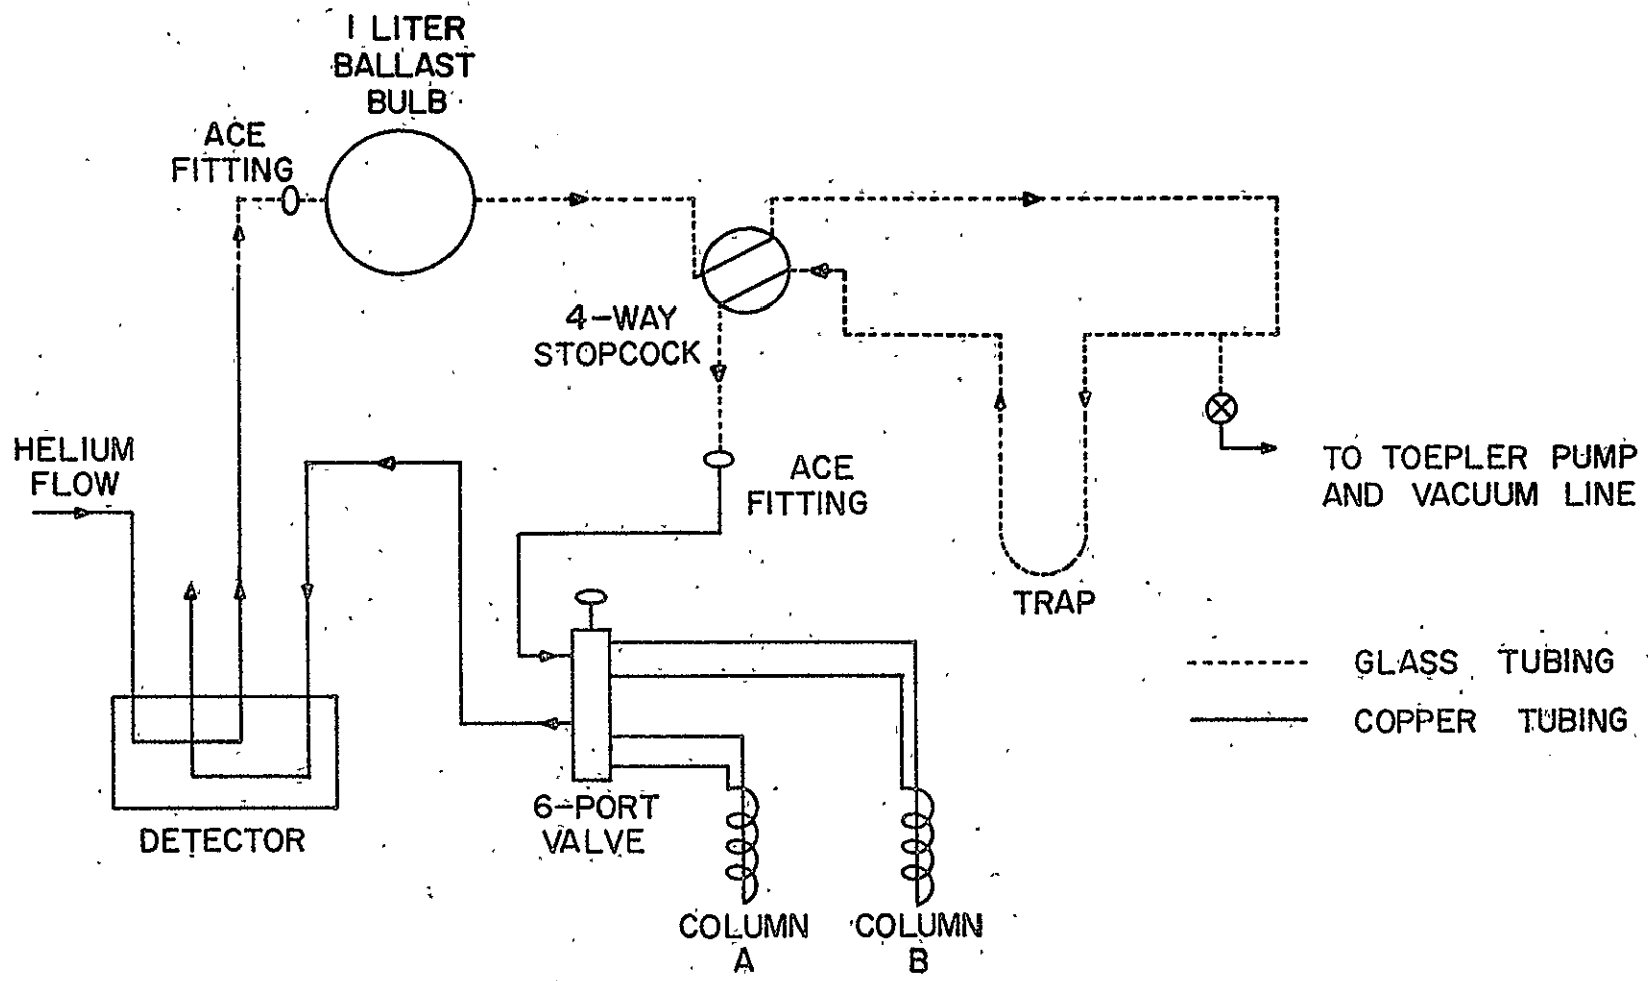 1 LITER
BALLAST
BULB
ACE
FITTING
4-WAY
STOPCOCK
HELIUM
FLOW
ACE
FITTING
TO TOEPLER PUMP
AND VACUUM LINE
TRAP
GLASS TUBING
COPPER TUBING
6-PORT
VALVE
DETECTOR
COLUMN
A
COLUMN
B